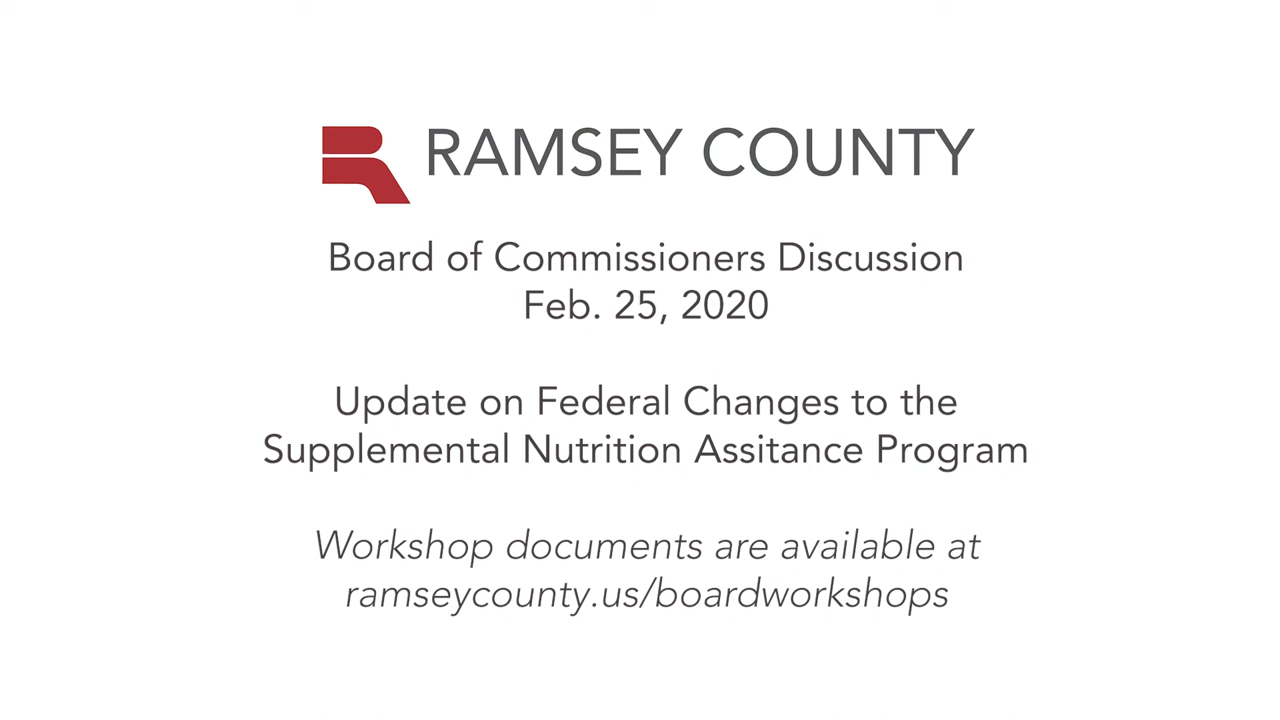 RAMSEY COUNTY
Board of Commissioners Discussion
Feb. 25, 2020
Update on Federal Changes to the
Supplemental Nutrition Assitance Program
Workshop documents are available at
ramseycounty.us/boardworkshops